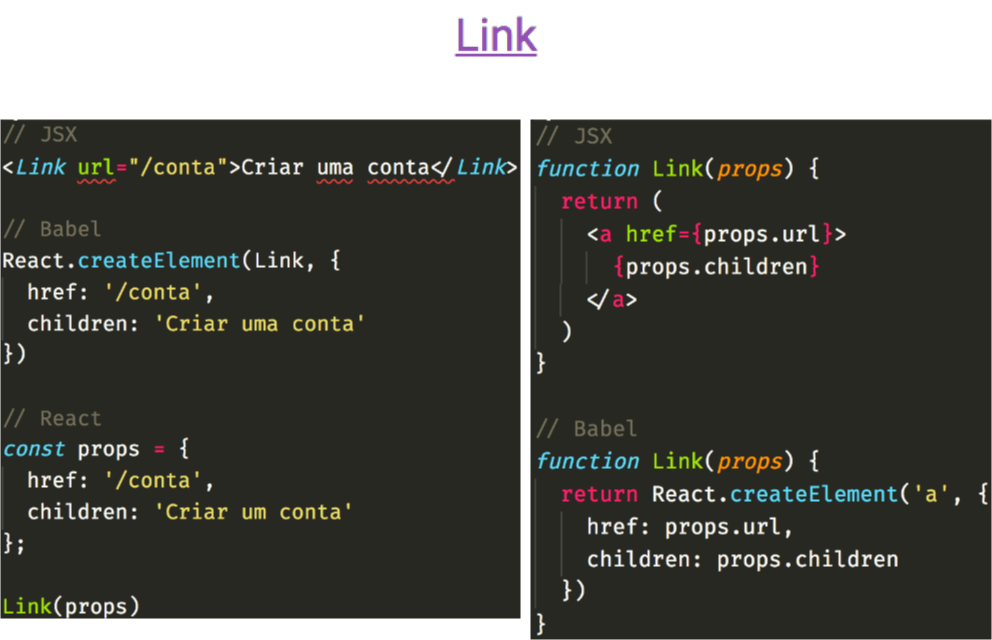 Link
// JSX
<Link url="/conta">Criar uma conta</Link>
// Babel
React.createElement(Link, {
  href: '/conta',
  children: 'Criar uma conta'
})
// React
const props = {
  href: '/conta',
  children: 'Criar um conta'
};
Link(props)
// JSX
function Link(props) {
  return (
    <a href={props.url}>
      {props.children}
    </a>
  )
}
// Babel
function Link(props) {
  return React.createElement('a', {
    href: props.url,
    children: props.children
  })
}